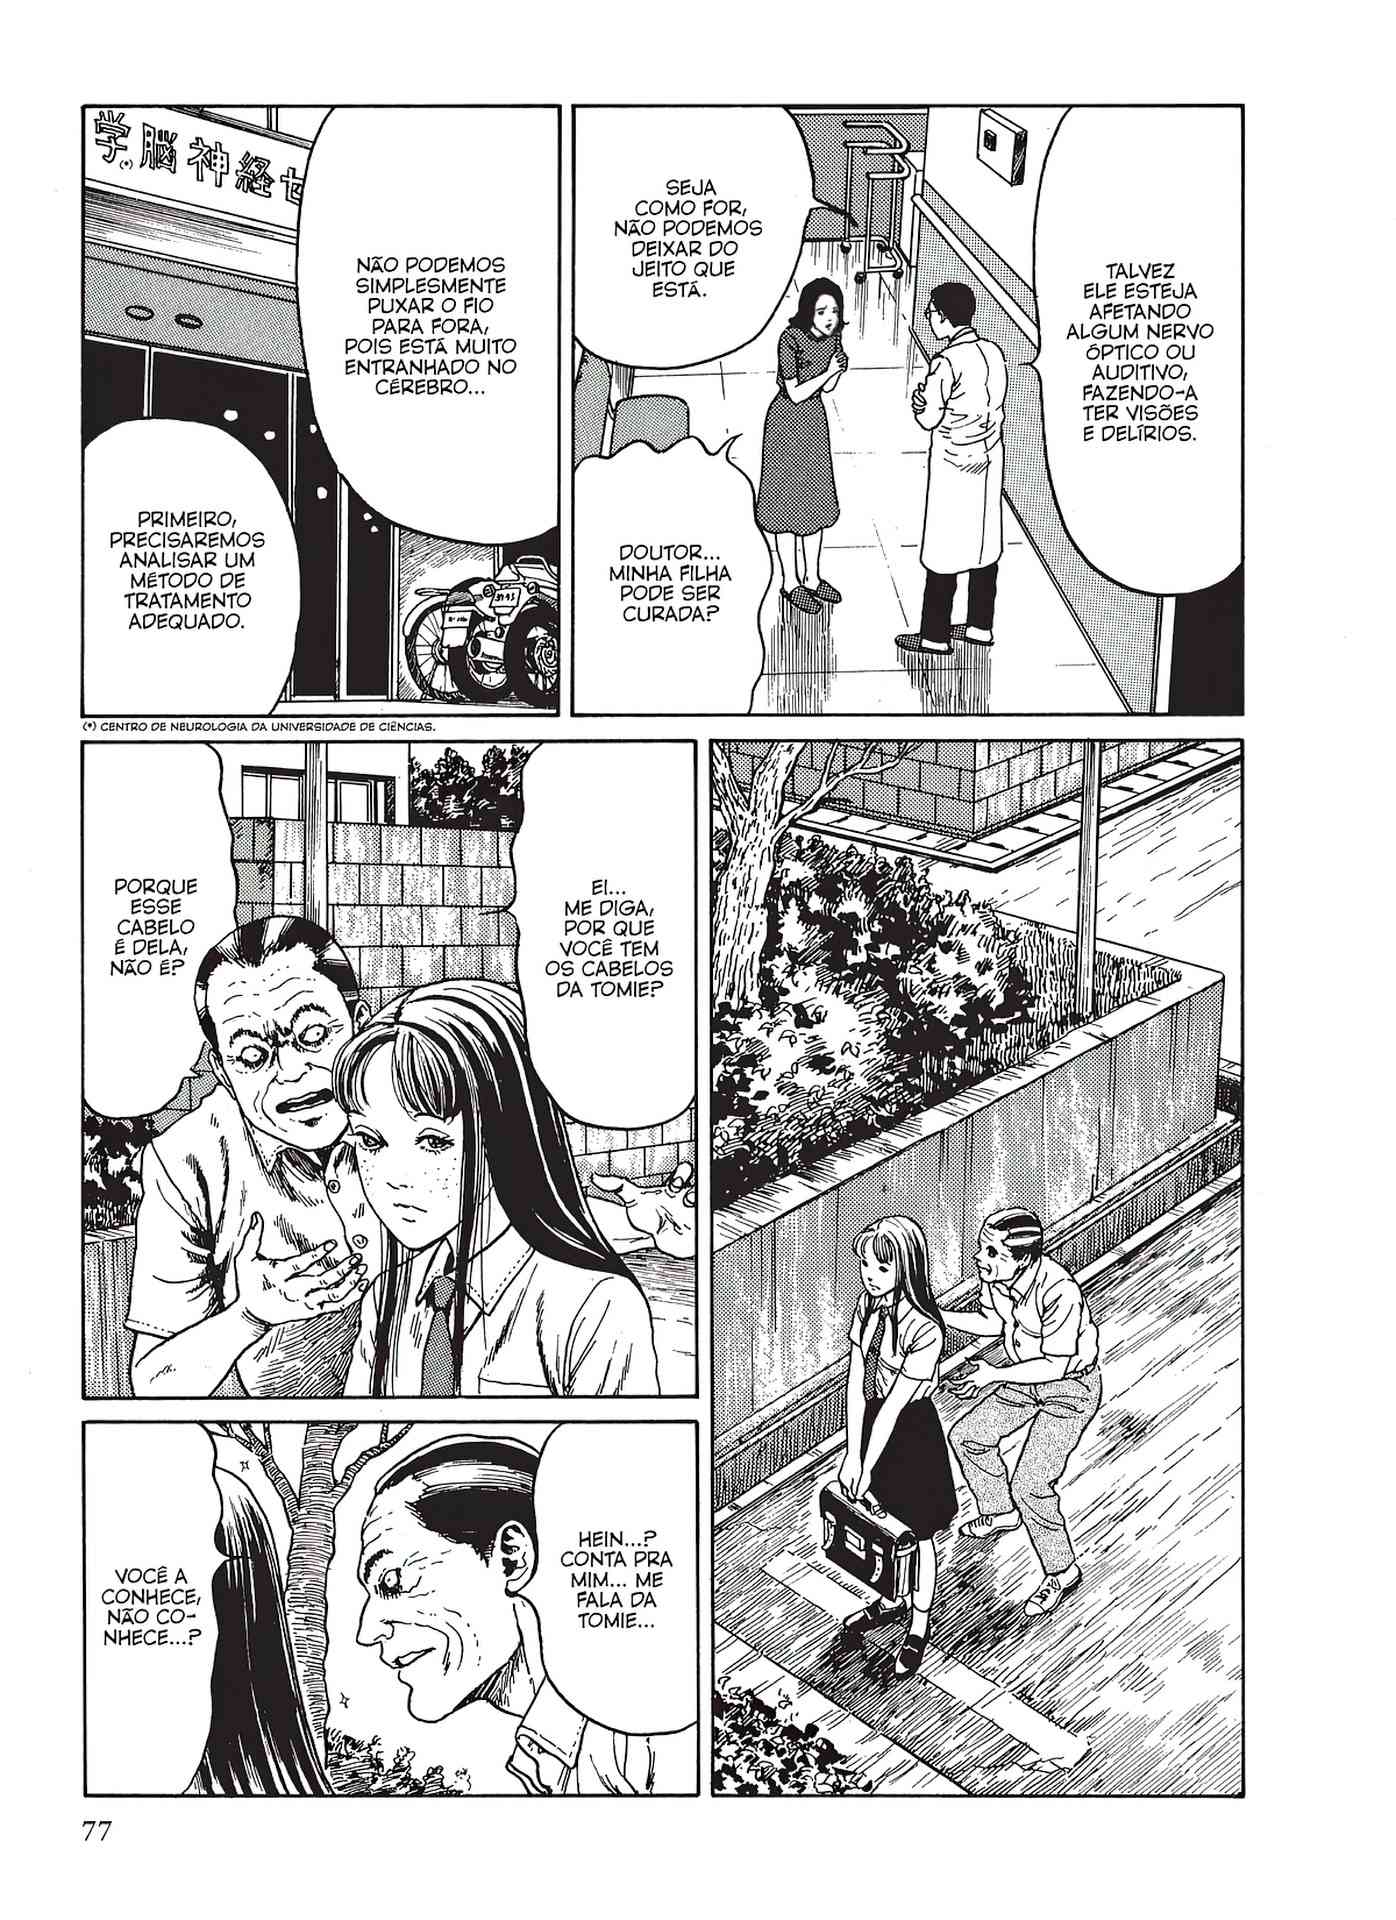 TALVEZ
ELE ESTEJA
AFETANDO
ALGUM NERVO
ÓPTICO OU
AUDITIVO,
FAZENDO-A
TER VISÕES
E DELÍRIOS.
SEJA
COMO FOR,
NÃO PODEMOS
DEIXAR DO
JEITO QUE
ESTÁ.
DOUTOR...
MINHA FILHA
PODE SER
CURADA?
学(*)脳神経セ
NÃO PODEMOS
SIMPLESMENTE
PUXAR O FIO
PARA FORA,
POIS ESTÁ MUITO
ENTRANHADO NO
CÉREBRO...
PRIMEIRO,
PRECISAREMOS
ANALISAR UM
MÉTODO DE
TRATAMENTO
ADEQUADO.
(*) CENTRO DE NEUROLOGIA DA UNIVERSIDADE DE CIÊNCIAS.
EI...
ME DIGA,
POR QUE
VOCÊ TEM
OS CABELOS
DA TOMIE?
PORQUE
ESSE
CABELO
É DELA,
NÃO É?
HEIN...?
CONTA PRA
MIM... ME
FALA DA
TOMIE...
VOCÊ A
CONHECE,
NÃO CO-
NHECE...?
77